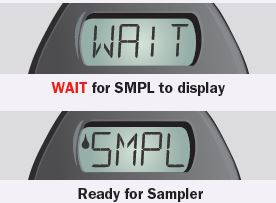 WAIT
WAIT for SMPL to display
SMPL
Ready for Sampler